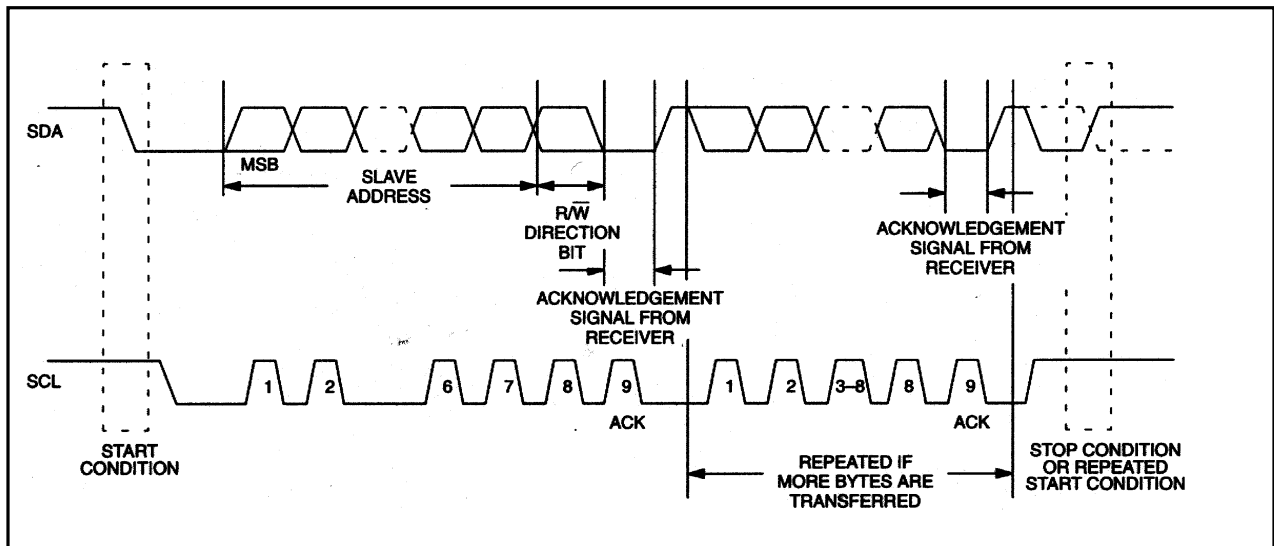 SDA
MSB
SLAVE
ADDRESS
R/W̅
DIRECTION
BIT
ACKNOWLEDGEMENT
SIGNAL FROM
RECEIVER
ACKNOWLEDGEMENT
SIGNAL FROM
RECEIVER
SCL
1 2 6 7 8 9 1 2 3–8 8 9
ACK
ACK
START
CONDITION
REPEATED IF
MORE BYTES ARE
TRANSFERRED
STOP CONDITION
OR REPEATED
START CONDITION